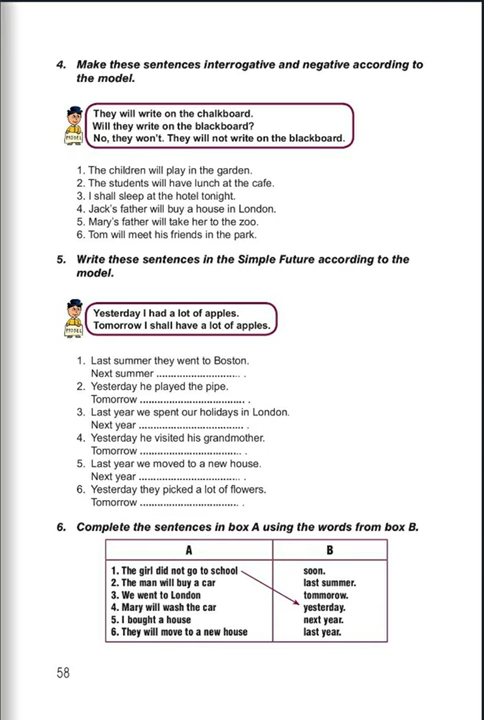 4. Make these sentences interrogative and negative according to
the model.
They will write on the chalkboard.
Will they write on the blackboard?
No, they won't. They will not write on the blackboard.
MODEL
1. The children will play in the garden.
2. The students will have lunch at the cafe.
3. I shall sleep at the hotel tonight.
4. Jack's father will buy a house in London.
5. Mary's father will take her to the zoo.
6. Tom will meet his friends in the park.
5. Write these sentences in the Simple Future according to the
model.
Yesterday I had a lot of apples.
Tomorrow I shall have a lot of apples.
MODEL
1. Last summer they went to Boston.
Next summer ............................ .
2. Yesterday he played the pipe.
Tomorrow .................................... .
3. Last year we spent our holidays in London.
Next year .................................... .
4. Yesterday he visited his grandmother.
Tomorrow .................................. .
5. Last year we moved to a new house.
Next year .................................. .
6. Yesterday they picked a lot of flowers.
Tomorrow .................................. .
6. Complete the sentences in box A using the words from box B.
A B
1. The girl did not go to school soon.
2. The man will buy a car last summer.
3. We went to London tommorow.
4. Mary will wash the car yesterday.
5. I bought a house next year.
6. They will move to a new house last year.
58